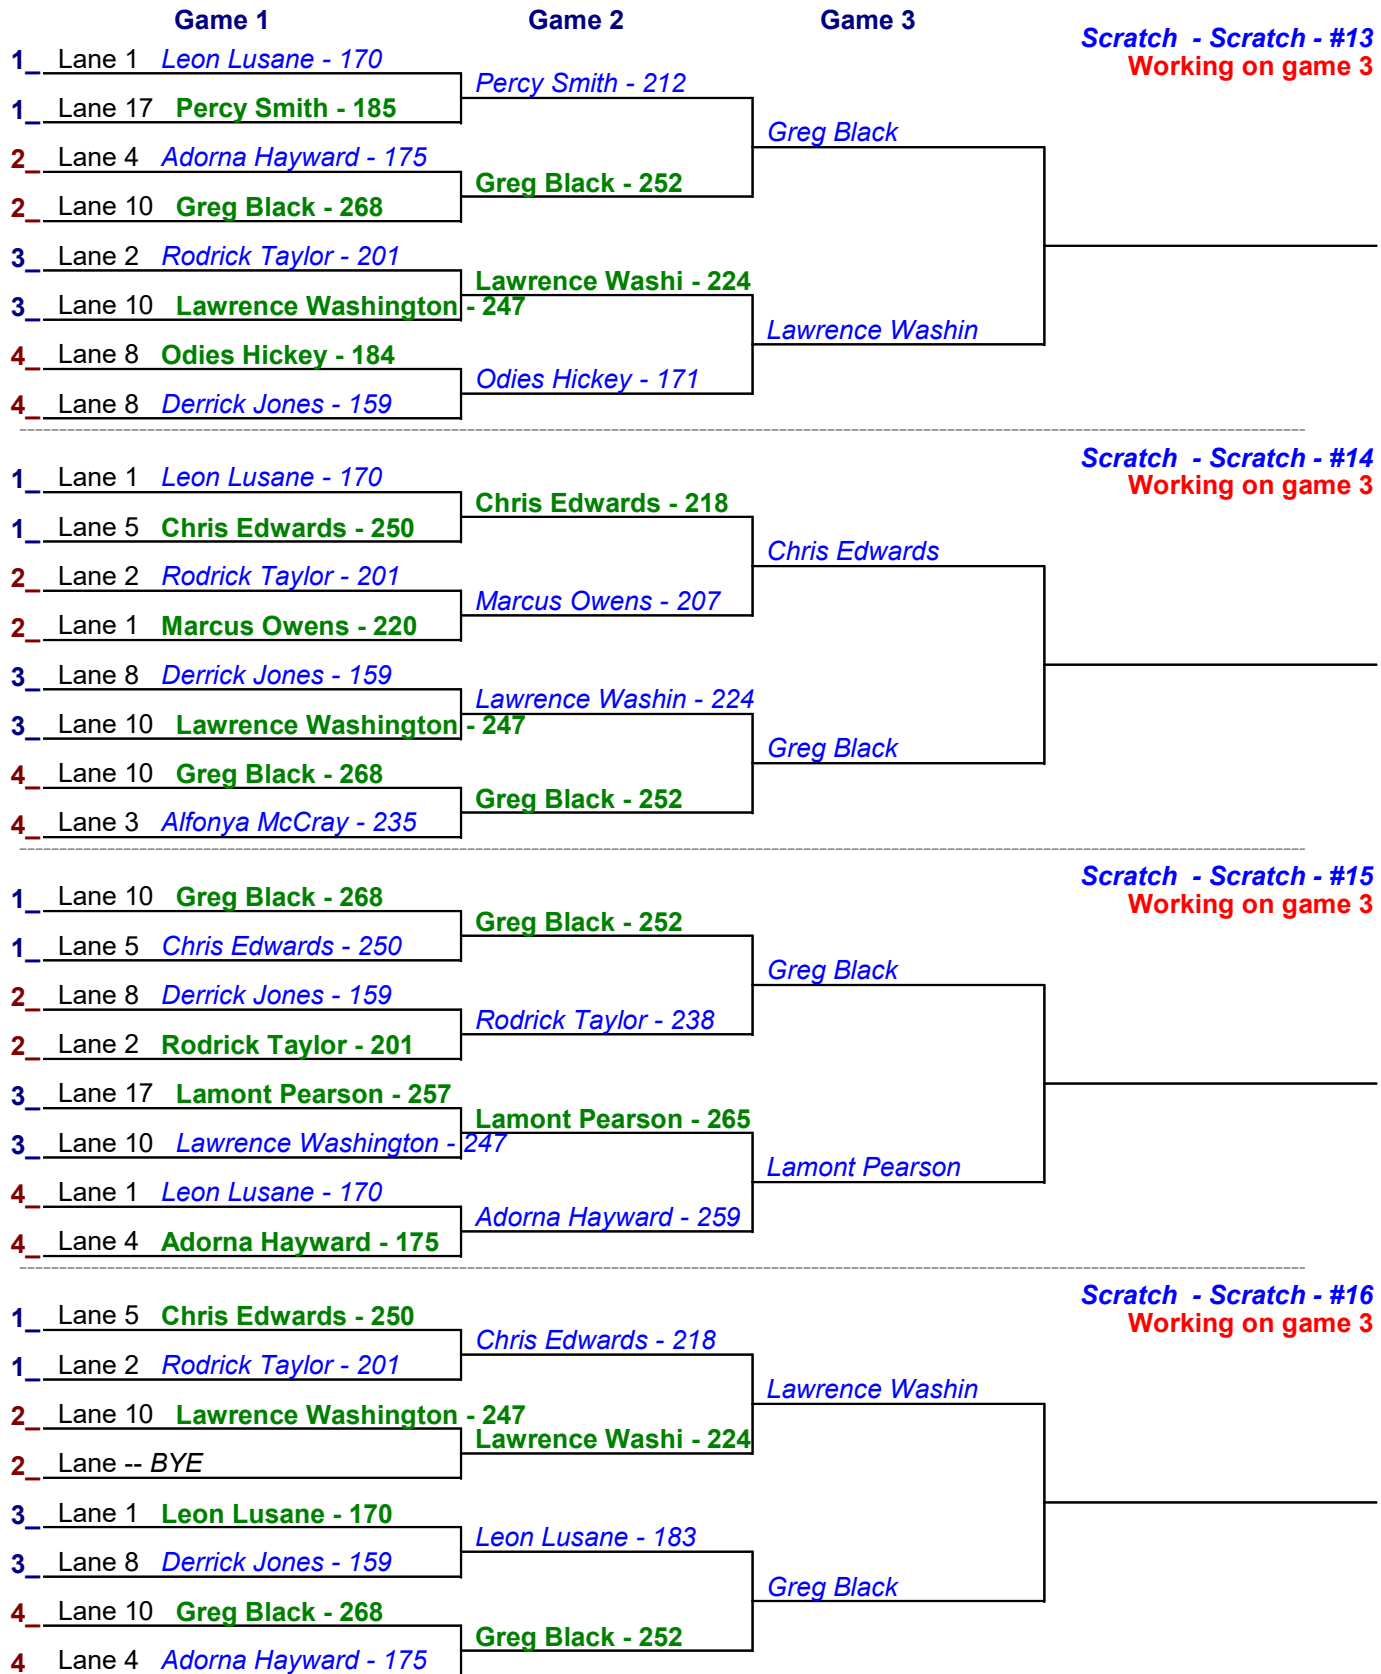 Game 1 Game 2 Game 3
Scratch - Scratch - #13
Working on game 3
1_ Lane 1 Leon Lusane - 170
Percy Smith - 212
1_ Lane 17 Percy Smith - 185
Greg Black
2_ Lane 4 Adorna Hayward - 175
Greg Black - 252
2_ Lane 10 Greg Black - 268
3_ Lane 2 Rodrick Taylor - 201
Lawrence Washi - 224
3_ Lane 10 Lawrence Washington - 247
Lawrence Washin
4_ Lane 8 Odies Hickey - 184
Odies Hickey - 171
4_ Lane 8 Derrick Jones - 159
Scratch - Scratch - #14
Working on game 3
1_ Lane 1 Leon Lusane - 170
Chris Edwards - 218
1_ Lane 5 Chris Edwards - 250
Chris Edwards
2_ Lane 2 Rodrick Taylor - 201
Marcus Owens - 207
2_ Lane 1 Marcus Owens - 220
3_ Lane 8 Derrick Jones - 159
Lawrence Washin - 224
3_ Lane 10 Lawrence Washington - 247
Greg Black
4_ Lane 10 Greg Black - 268
Greg Black - 252
4_ Lane 3 Alfonya McCray - 235
Scratch - Scratch - #15
Working on game 3
1_ Lane 10 Greg Black - 268
Greg Black - 252
1_ Lane 5 Chris Edwards - 250
Greg Black
2_ Lane 8 Derrick Jones - 159
Rodrick Taylor - 238
2_ Lane 2 Rodrick Taylor - 201
3_ Lane 17 Lamont Pearson - 257
Lamont Pearson - 265
3_ Lane 10 Lawrence Washington - 247
Lamont Pearson
4_ Lane 1 Leon Lusane - 170
Adorna Hayward - 259
4_ Lane 4 Adorna Hayward - 175
Scratch - Scratch - #16
Working on game 3
1_ Lane 5 Chris Edwards - 250
Chris Edwards - 218
1_ Lane 2 Rodrick Taylor - 201
Lawrence Washin
2_ Lane 10 Lawrence Washington - 247
Lawrence Washi - 224
2_ Lane -- BYE
3_ Lane 1 Leon Lusane - 170
Leon Lusane - 183
3_ Lane 8 Derrick Jones - 159
Greg Black
4_ Lane 10 Greg Black - 268
Greg Black - 252
4 Lane 4 Adorna Hayward - 175